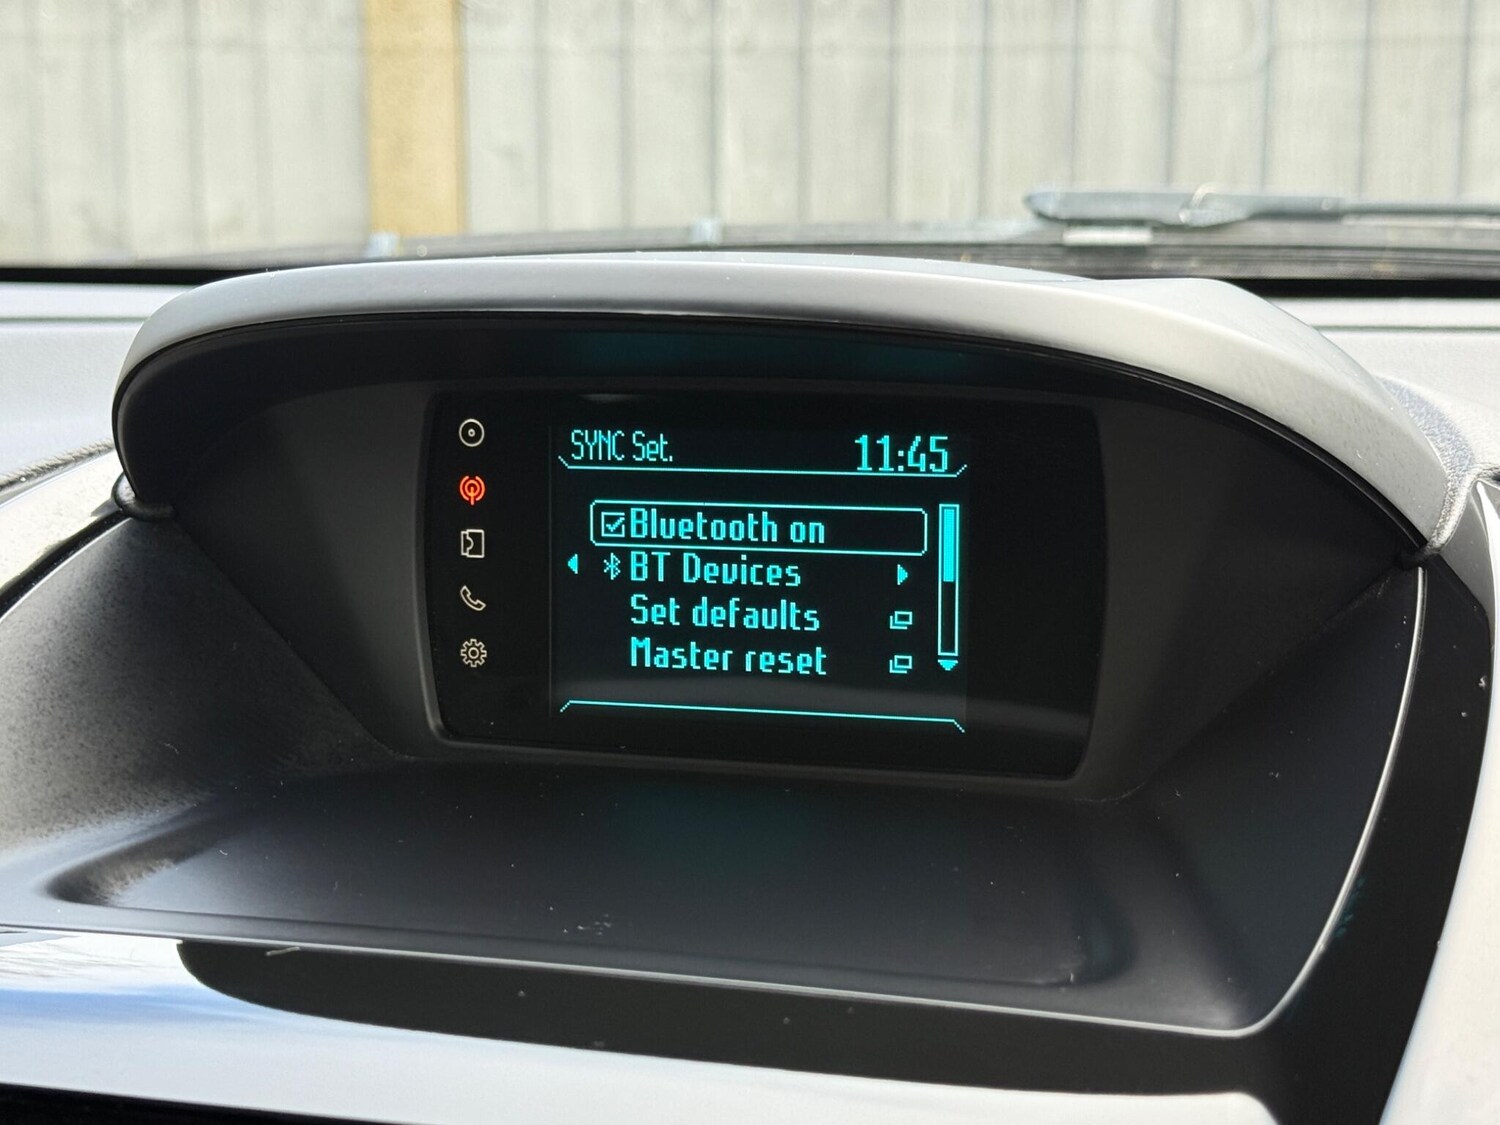 SYNC Set. 11:45
Bluetooth on
BT Devices
Set defaults
Master reset